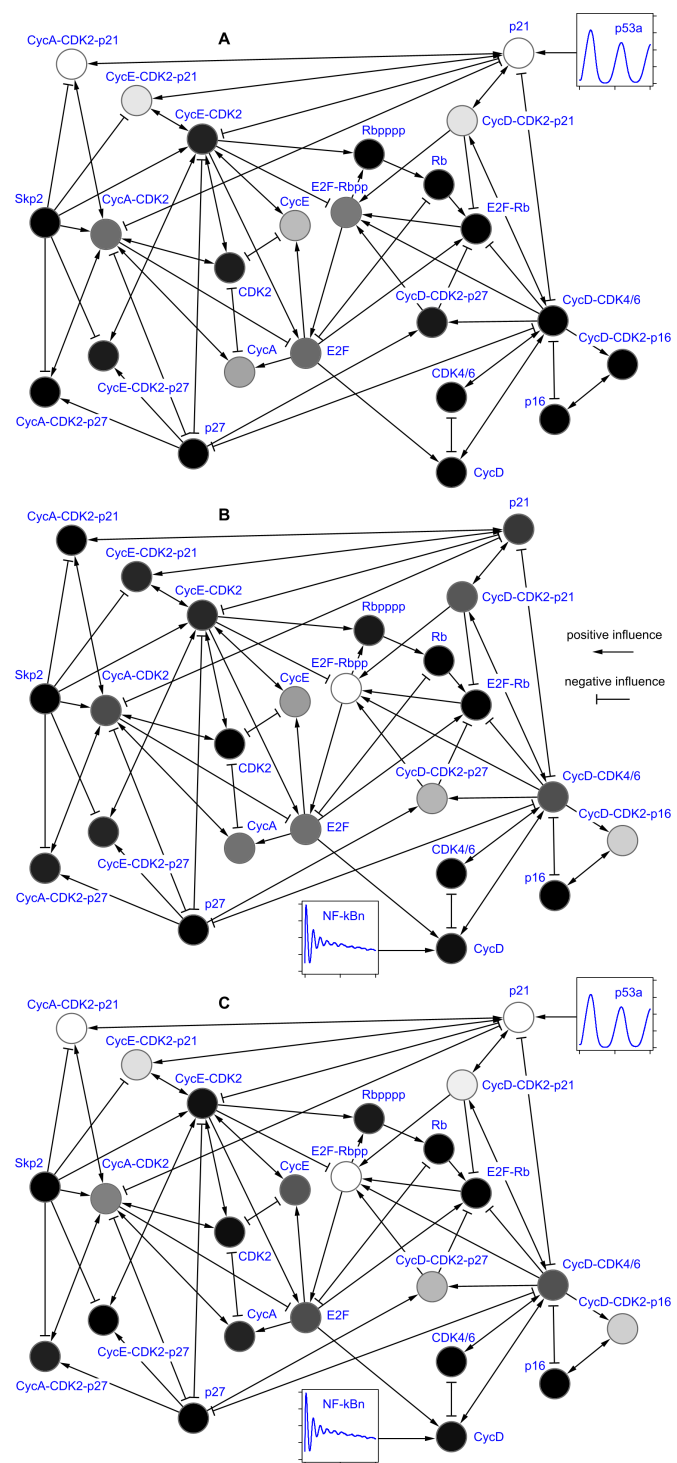 A
p21
p53a
CycA-CDK2-p21
CycE-CDK2-p21
CycE-CDK2
CycD-CDK2-p21
Rbpppp
Rb
E2F-Rbpp
Skp2
CycA-CDK2
CycE
E2F-Rb
CDK2
CycD-CDK2-p27
CycD-CDK4/6
CycD-CDK2-p16
CycA
E2F
CDK4/6
CycE-CDK2-p27
p16
CycA-CDK2-p27
p27
CycD
B
p21
CycA-CDK2-p21
CycE-CDK2-p21
CycE-CDK2
CycD-CDK2-p21
Rbpppp
positive influence
Rb
E2F-Rbpp
Skp2
CycA-CDK2
CycE
E2F-Rb
negative influence
CDK2
CycD-CDK2-p27
CycD-CDK4/6
CycD-CDK2-p16
CycA
E2F
CDK4/6
CycE-CDK2-p27
p16
CycA-CDK2-p27
p27
NF-kBn
CycD
C
p21
p53a
CycA-CDK2-p21
CycE-CDK2-p21
CycE-CDK2
CycD-CDK2-p21
Rbpppp
Rb
E2F-Rbpp
Skp2
CycA-CDK2
CycE
E2F-Rb
CDK2
CycD-CDK2-p27
CycD-CDK4/6
CycD-CDK2-p16
CycA
E2F
CDK4/6
CycE-CDK2-p27
p16
CycA-CDK2-p27
p27
NF-kBn
CycD